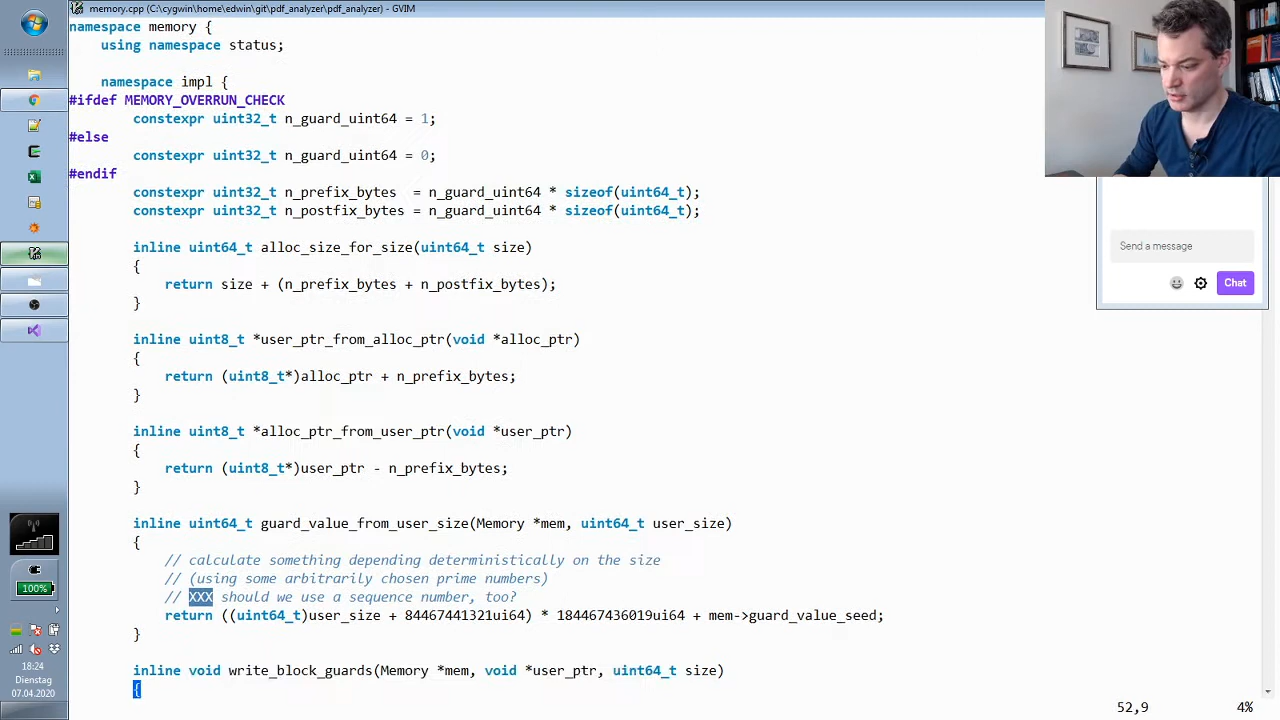 memory.cpp (C:\cygwin\home\edwin\git\pdf_analyzer\pdf_analyzer) - GVIM
namespace memory {
using namespace status;
namespace impl {
#ifdef MEMORY_OVERRUN_CHECK
constexpr uint32_t n_guard_uint64 = 1;
#else
constexpr uint32_t n_guard_uint64 = 0;
#endif
constexpr uint32_t n_prefix_bytes  = n_guard_uint64 * sizeof(uint64_t);
constexpr uint32_t n_postfix_bytes = n_guard_uint64 * sizeof(uint64_t);
inline uint64_t alloc_size_for_size(uint64_t size)
{
return size + (n_prefix_bytes + n_postfix_bytes);
}
inline uint8_t *user_ptr_from_alloc_ptr(void *alloc_ptr)
{
return (uint8_t*)alloc_ptr + n_prefix_bytes;
}
inline uint8_t *alloc_ptr_from_user_ptr(void *user_ptr)
{
return (uint8_t*)user_ptr - n_prefix_bytes;
}
inline uint64_t guard_value_from_user_size(Memory *mem, uint64_t user_size)
{
// calculate something depending deterministically on the size
// (using some arbitrarily chosen prime numbers)
// XXX should we use a sequence number, too?
return ((uint64_t)user_size + 84467441321ui64) * 184467436019ui64 + mem->guard_value_seed;
}
inline void write_block_guards(Memory *mem, void *user_ptr, uint64_t size)
{
52,9 4%
Send a message
Chat
100%
18:24
Dienstag
07.04.2020